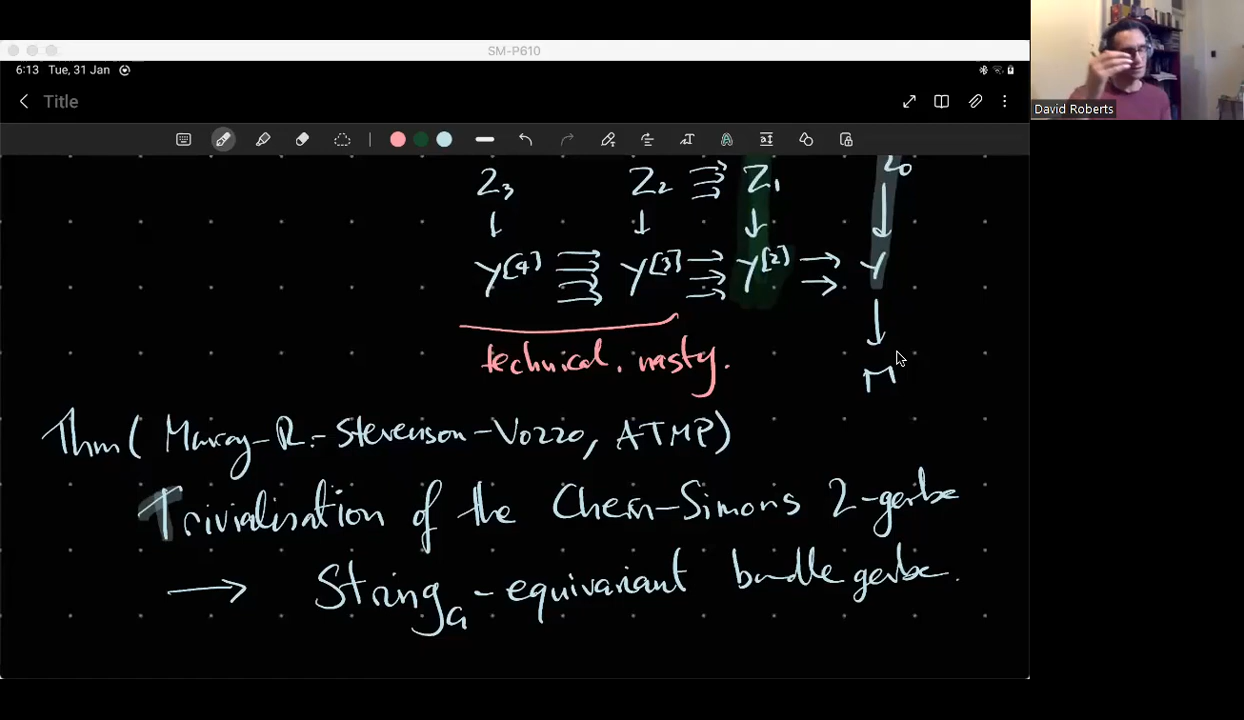 SM-P610
6:13 Tue, 31 Jan
Title
David Roberts
Z₃ Z₂ Z₁ Z₀
Y[4] Y[3] Y[2] Y
technical. nasty.
M
Thm (Murray-R.-Stevenson-Vozzo, ATMP)
Trivialisation of the Chern-Simons 2-gerbe
→ String_G - equivariant bundle gerbe.